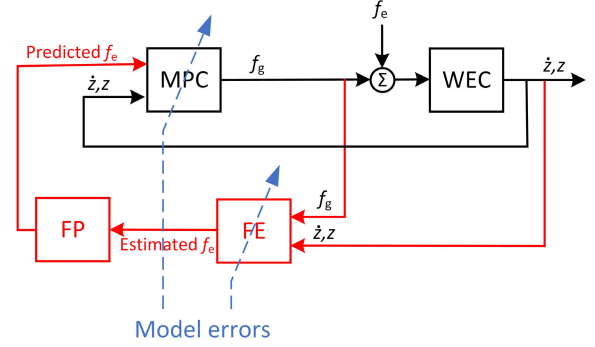 fe
Predicted fe
fg
ż,z
ż,z
MPC
Σ
WEC
fg
FP
FE
ż,z
Estimated fe
Model errors